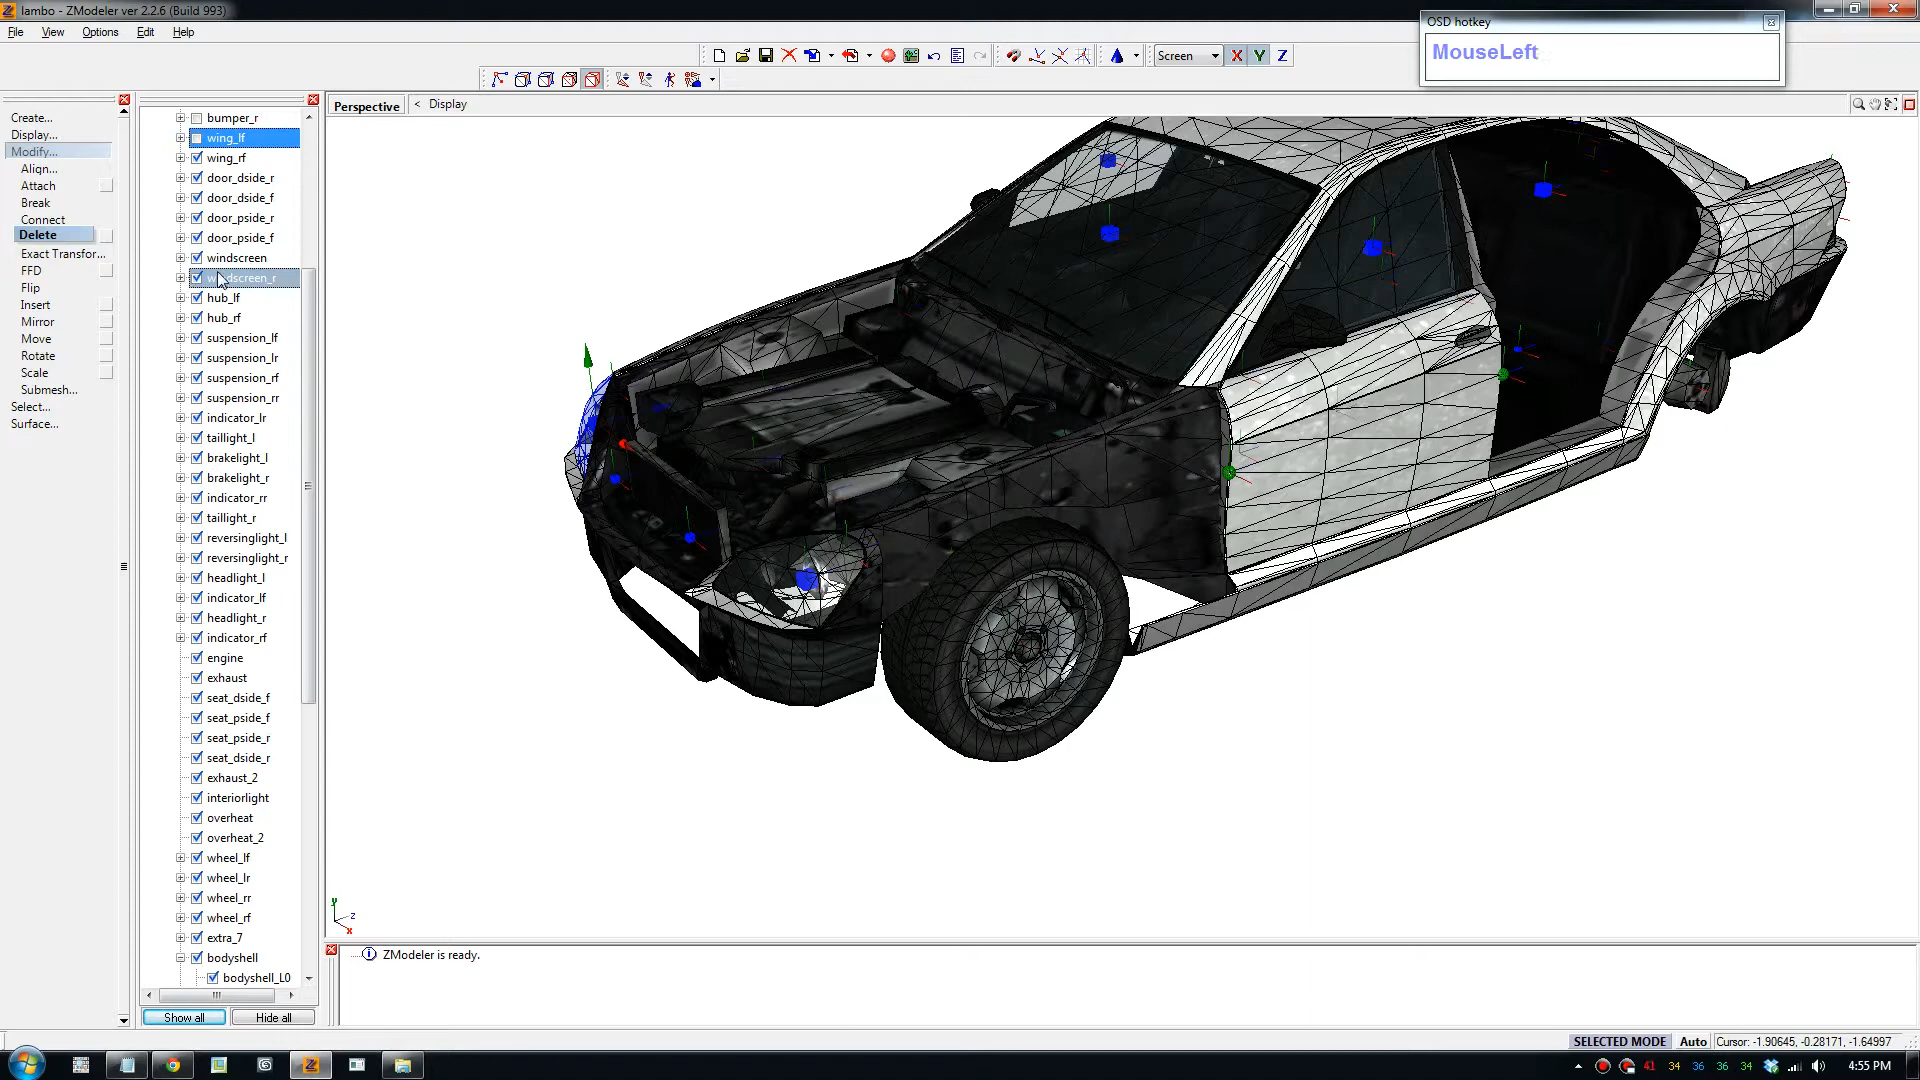 lambo - ZModeler ver 2.2.6 (Build 993)
File View Options Edit Help
OSD hotkey
MouseLeft
Screen
X Y Z
Create...
Display...
Modify...
Align...
Attach
Break
Connect
Delete
Exact Transfor...
FFD
Flip
Insert
Mirror
Move
Rotate
Scale
Submesh...
Select...
Surface...
bumper_r
wing_lf
wing_rf
door_dside_r
door_dside_f
door_pside_r
door_pside_f
windscreen
windscreen_r
hub_lf
hub_rf
suspension_lf
suspension_lr
suspension_rf
suspension_rr
indicator_lr
taillight_l
brakelight_l
brakelight_r
indicator_rr
taillight_r
reversinglight_l
reversinglight_r
headlight_l
indicator_lf
headlight_r
indicator_rf
engine
exhaust
seat_dside_f
seat_pside_f
seat_pside_r
seat_dside_r
exhaust_2
interiorlight
overheat
overheat_2
wheel_lf
wheel_lr
wheel_rr
wheel_rf
extra_7
bodyshell
bodyshell_L0
Show all
Hide all
Perspective < Display
y
z
x
ZModeler is ready.
SELECTED MODE Auto Cursor: -1.90645, -0.28171, -1.64997
41 34 36 36 34
4:55 PM